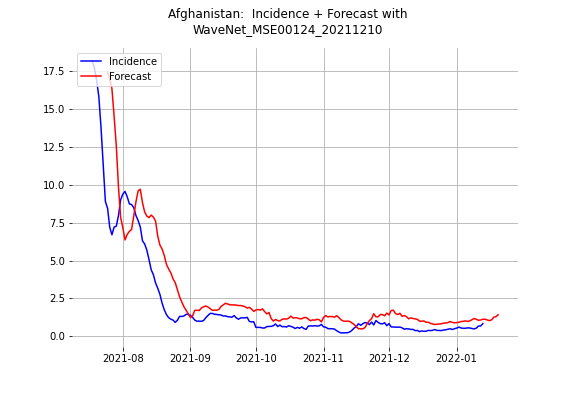 Afghanistan:  Incidence + Forecast with
WaveNet_MSE00124_20211210
Incidence
Forecast
17.5
15.0
12.5
10.0
7.5
5.0
2.5
0.0
2021-08 2021-09 2021-10 2021-11 2021-12 2022-01